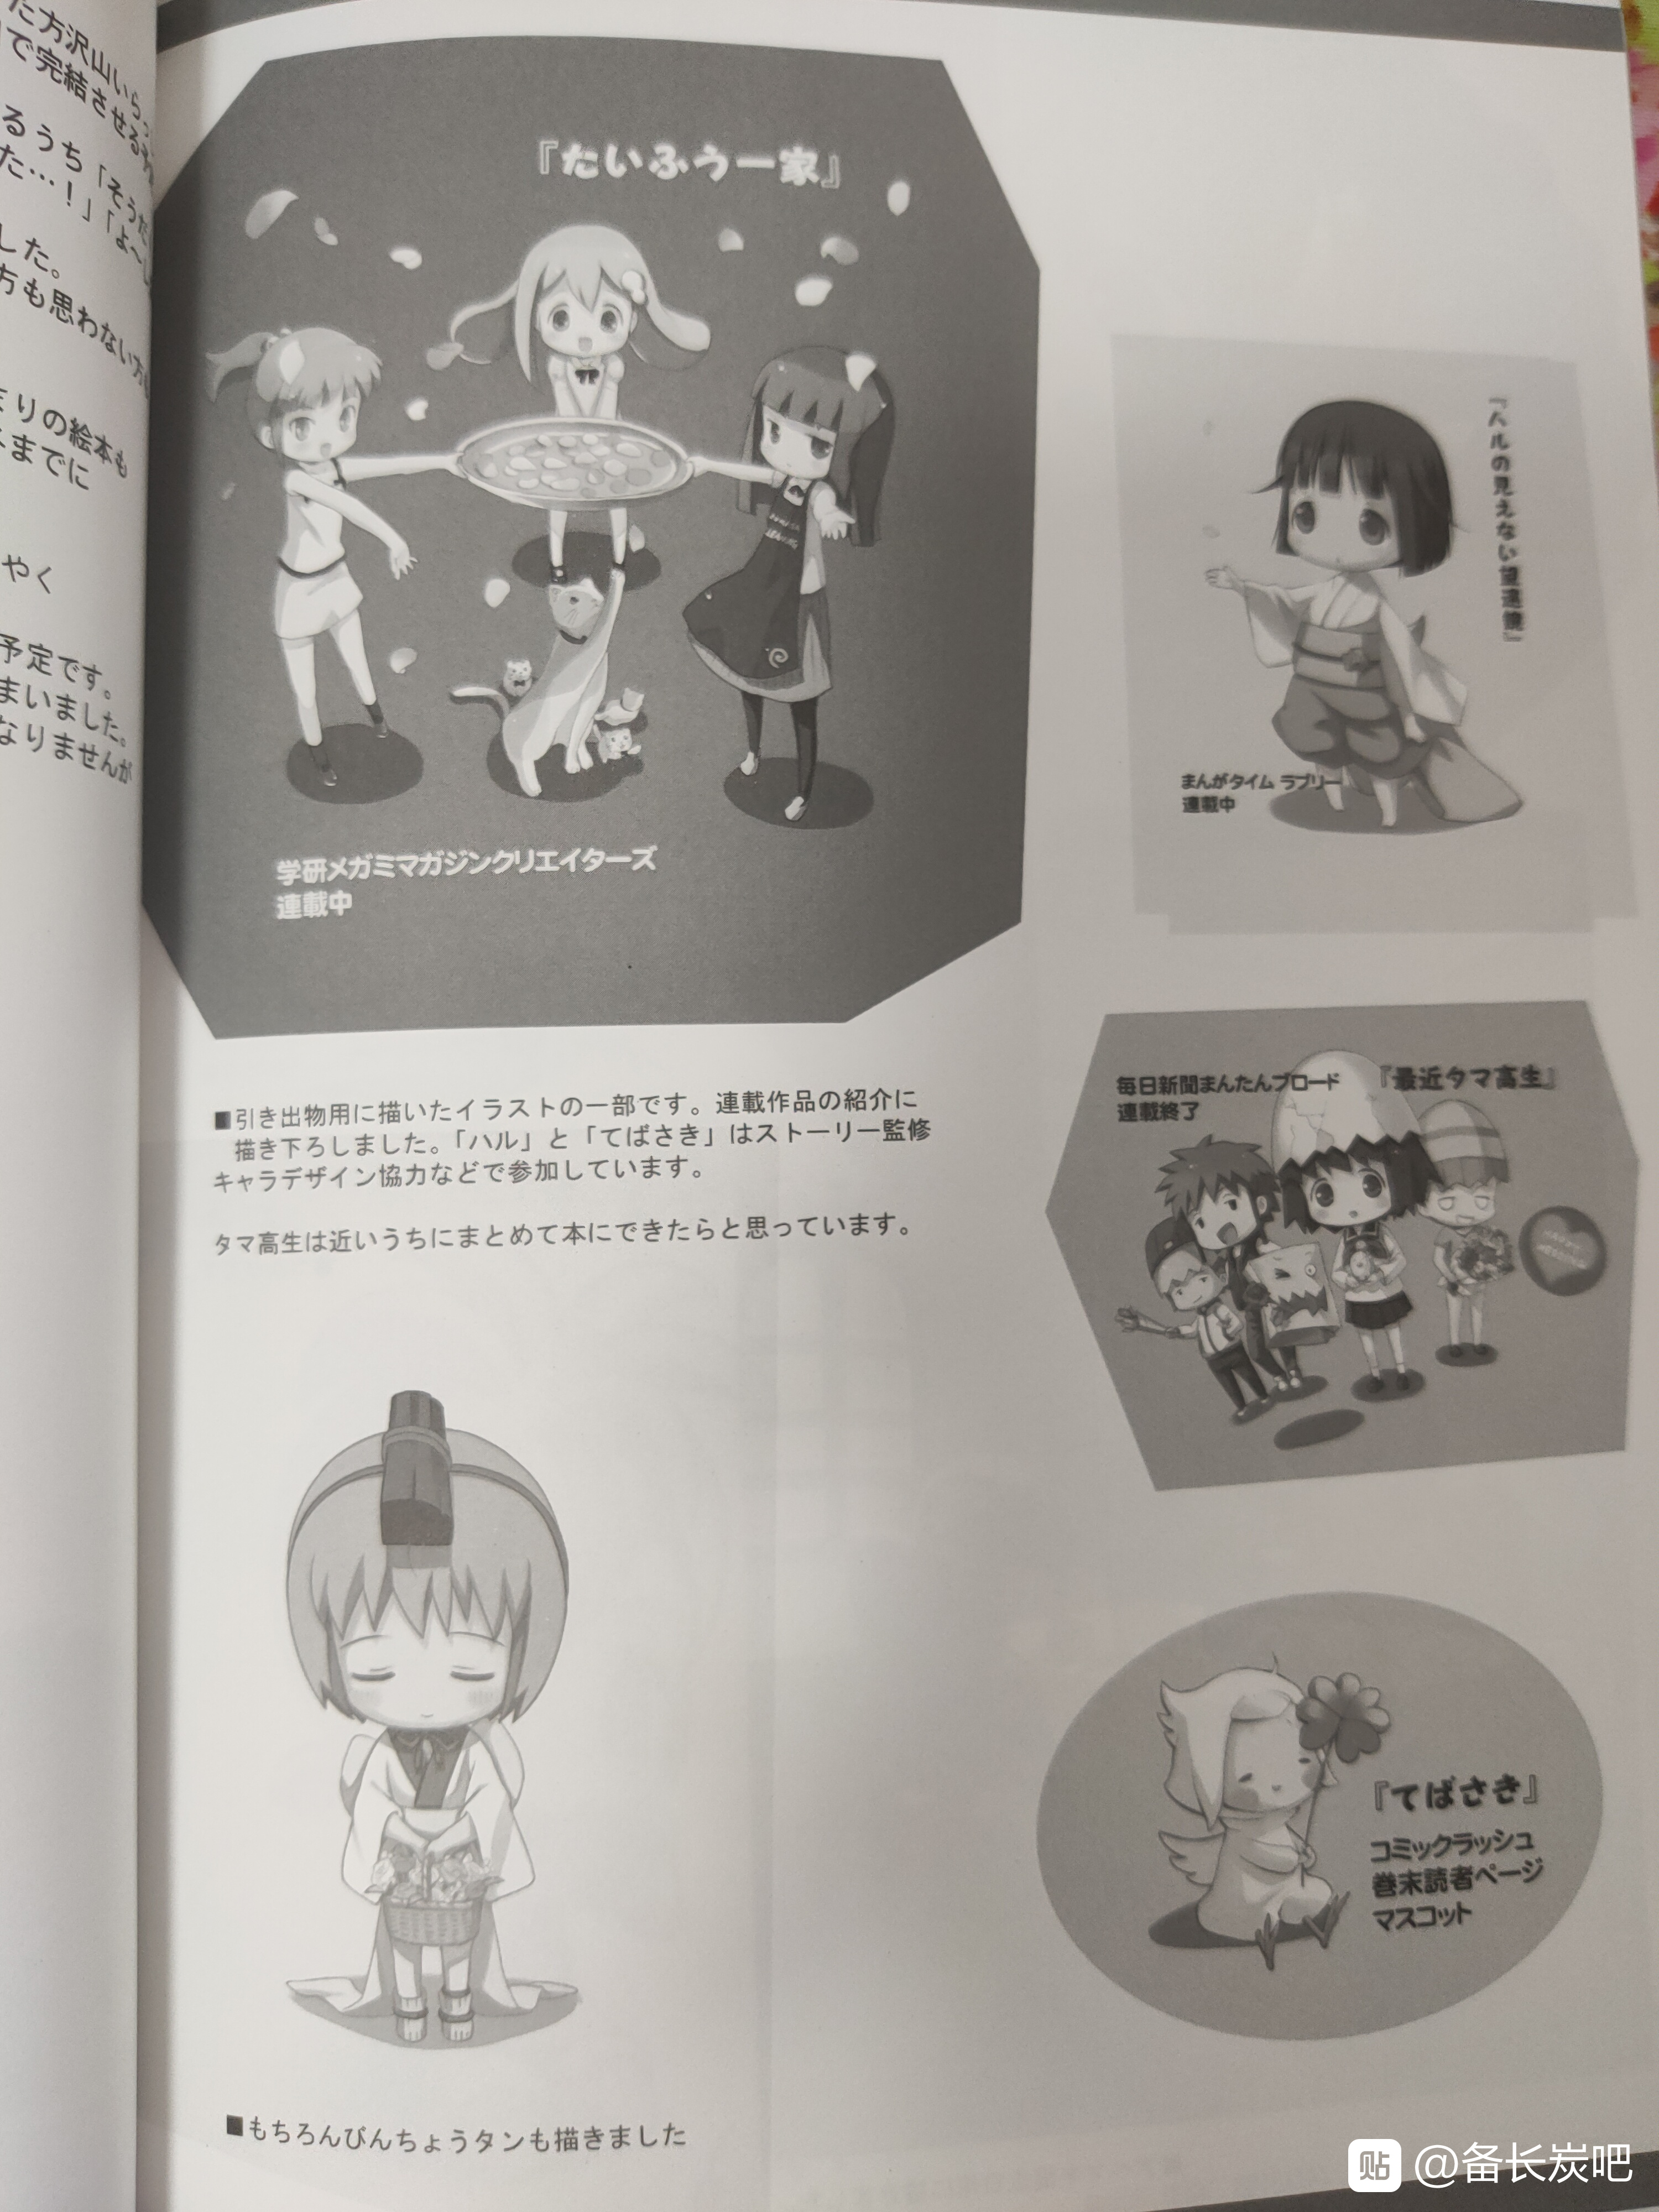 た方沢山いらっ
で完結させる
るうち「そうだ
た…！」「よ〜し
した。
方も思わない方
まりの絵本も
までに
やく
予定です。
まいました。
なりませんが
『たいふう一家』
学研メガミマガジンクリエイターズ
連載中
『ハルの見えない望遠鏡』
まんがタイム ラブリー
連載中
■引き出物用に描いたイラストの一部です。連載作品の紹介に
描き下ろしました。「ハル」と「てばさき」はストーリー監修
キャラデザイン協力などで参加しています。
タマ高生は近いうちにまとめて本にできたらと思っています。
毎日新聞まんたんブロード
連載終了
『最近タマ高生』
『てばさき』
コミックラッシュ
巻末読者ページ
マスコット
■もちろんびんちょうタンも描きました
贴 @备长炭吧